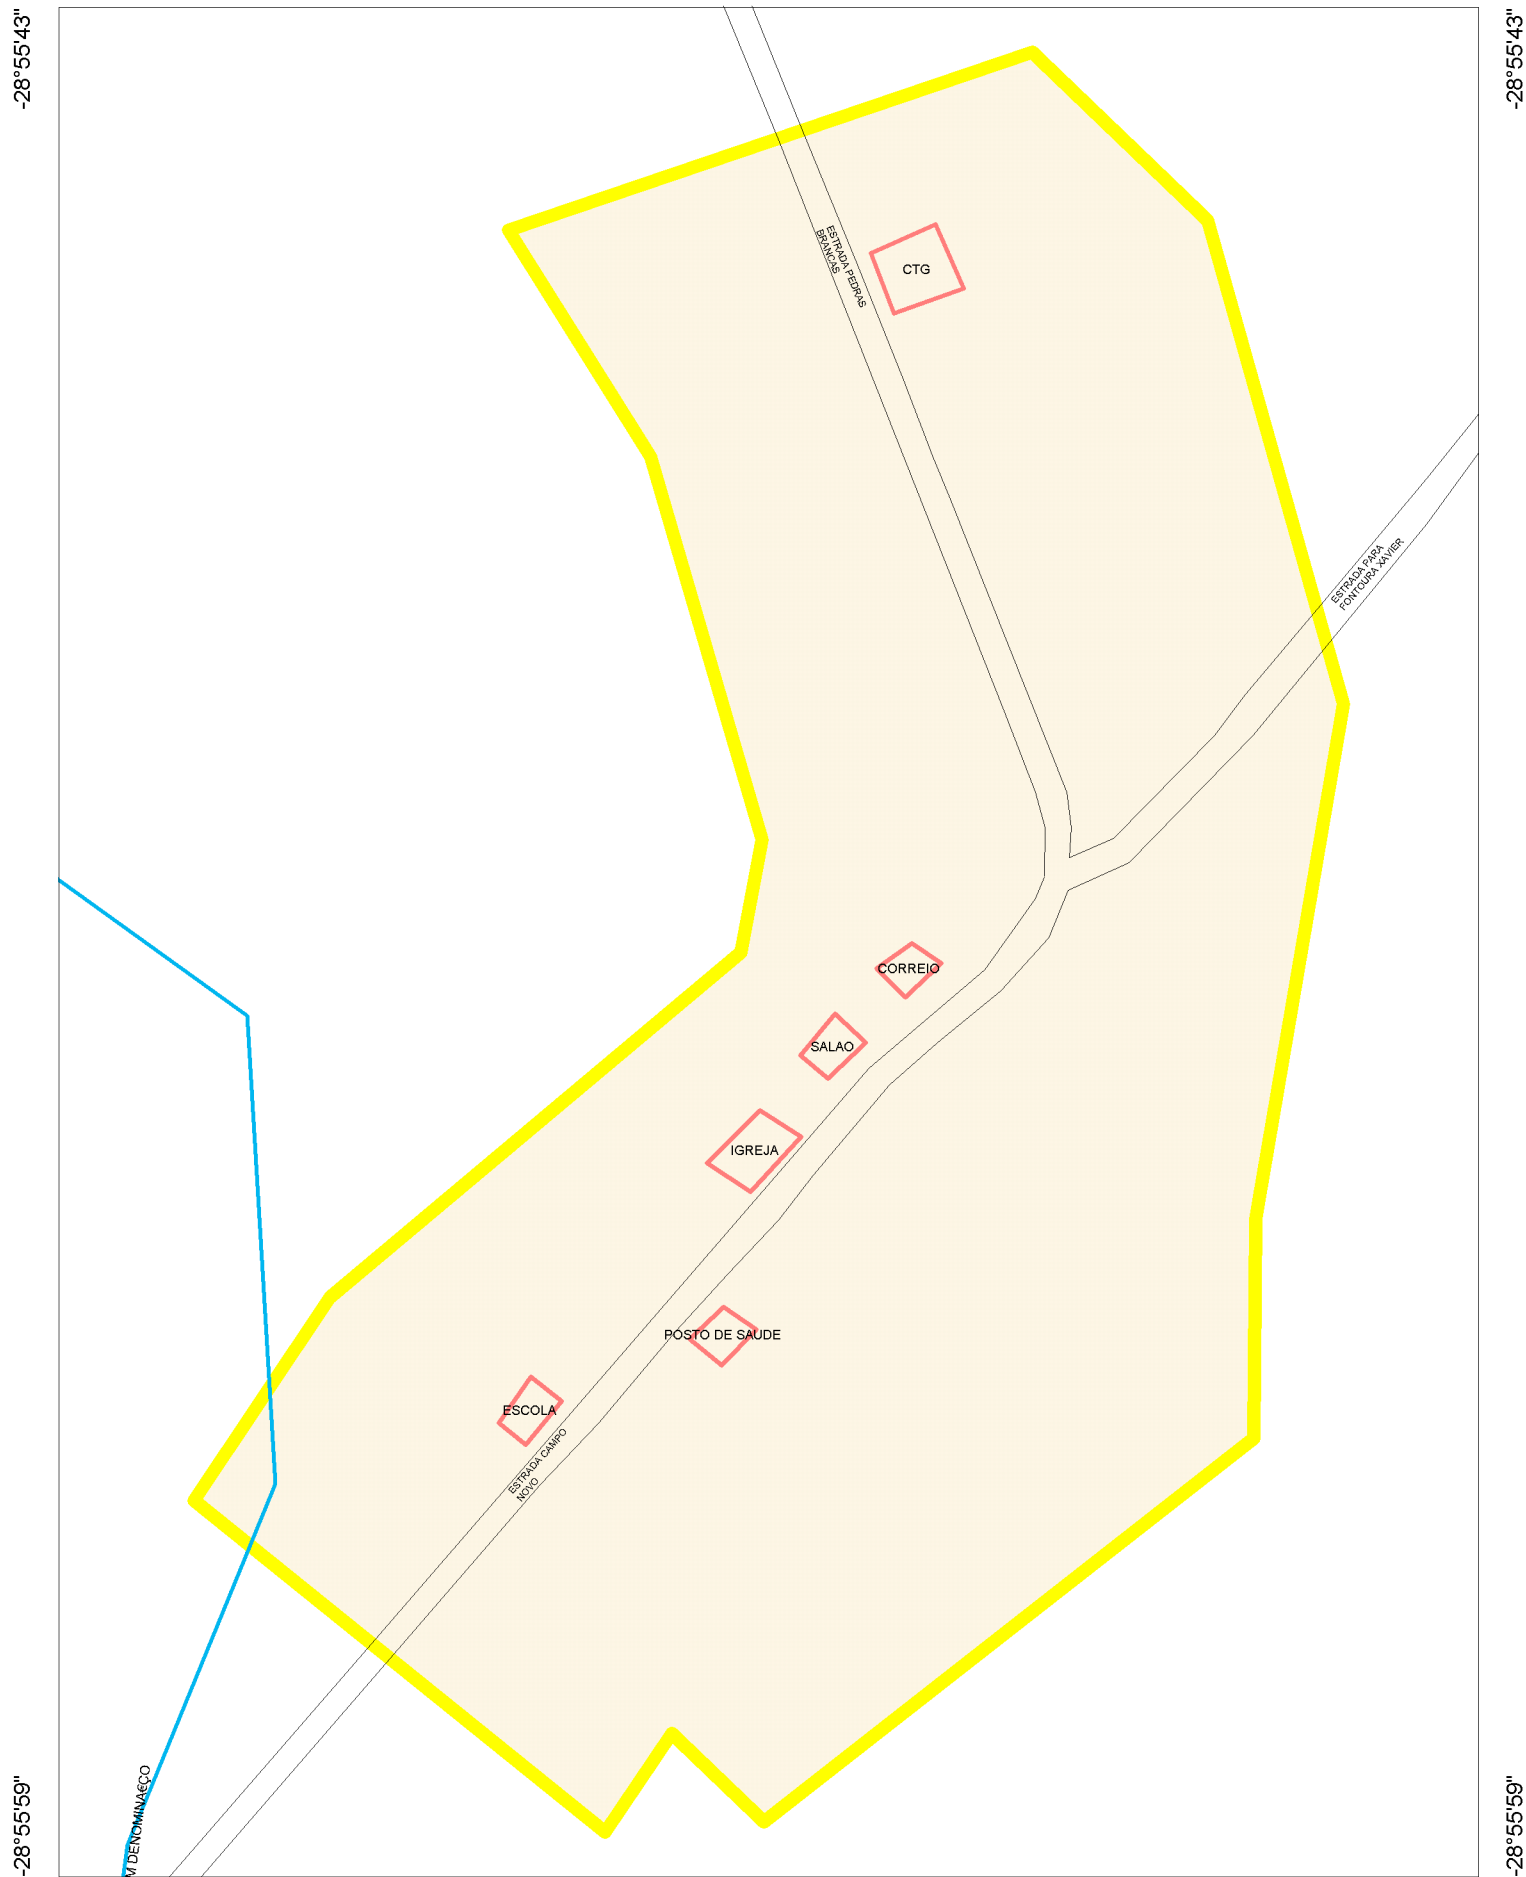 -28°55'43"
-28°55'43"
ESTRADA PEDRAS
BRANCAS
CTG
ESTRADA PARA
FONTOURA XAVIER
CORREIO
SALAO
IGREJA
POSTO DE SAUDE
ESCOLA
ESTRADA CAMPO
NOVO
M DENOMINAÇÇO
-28°55'59"
-28°55'59"